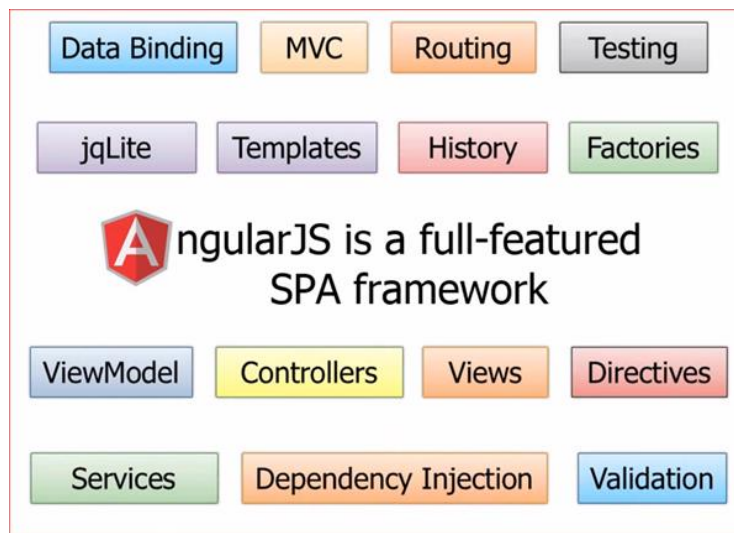 Data Binding MVC Routing Testing
jqLite Templates History Factories
AngularJS is a full-featured
SPA framework
ViewModel Controllers Views Directives
Services Dependency Injection Validation